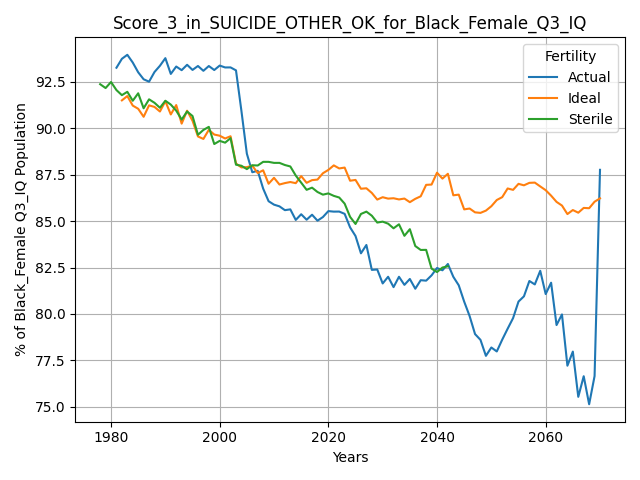 Score_3_in_SUICIDE_OTHER_OK_for_Black_Female_Q3_IQ
% of Black_Female Q3_IQ Population
92.5
90.0
87.5
85.0
82.5
80.0
77.5
75.0
Fertility
Actual
Ideal
Sterile
1980
2000
2020
2040
2060
Years